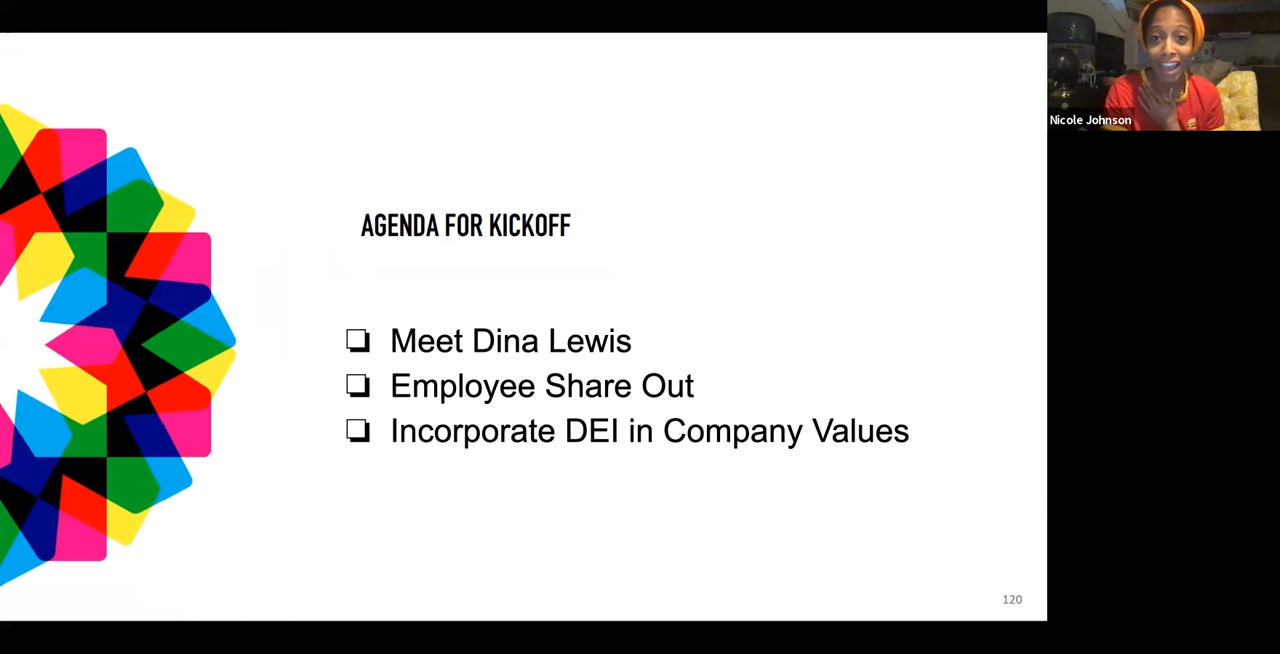 AGENDA FOR KICKOFF
Meet Dina Lewis
Employee Share Out
Incorporate DEI in Company Values
120
Nicole Johnson